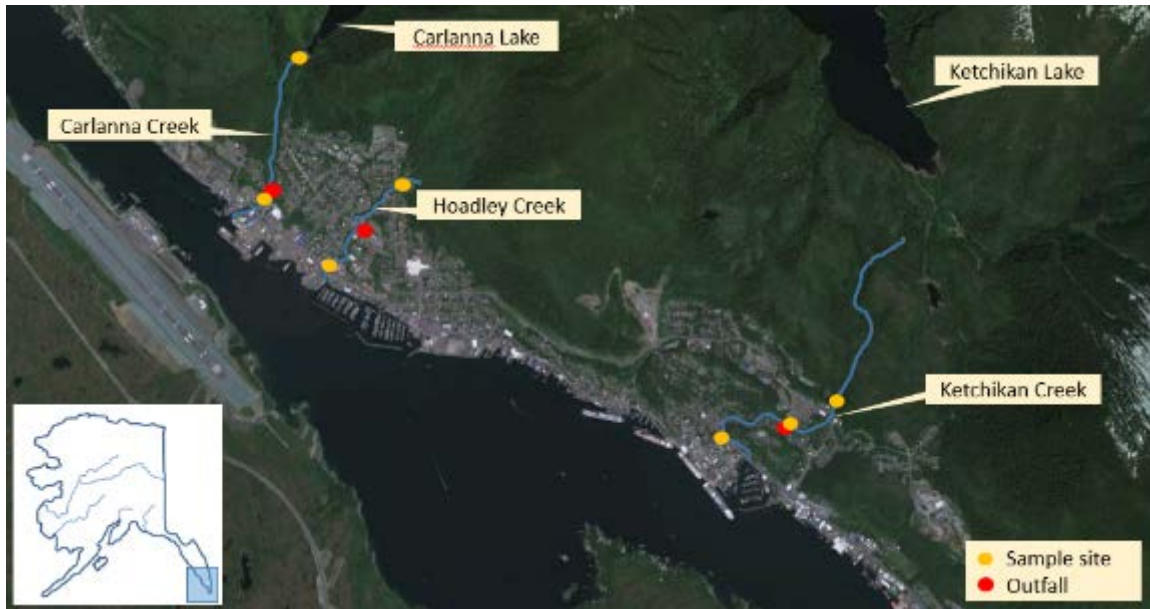 Carlanna Lake
Ketchikan Lake
Carlanna Creek
Hoadley Creek
Ketchikan Creek
Sample site
Outfall